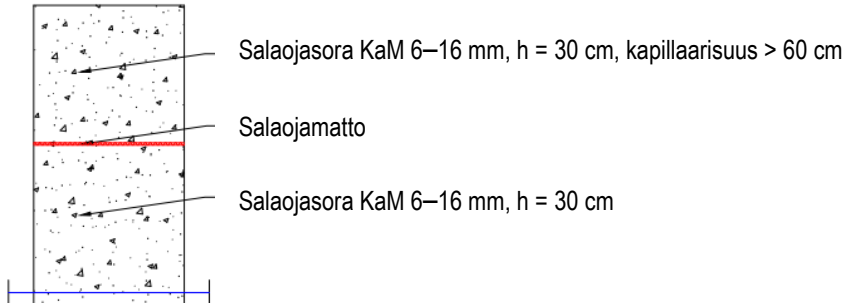 Salaojasora KaM 6–16 mm, h = 30 cm, kapillaarisuus > 60 cm
Salaojamatto
Salaojasora KaM 6–16 mm, h = 30 cm